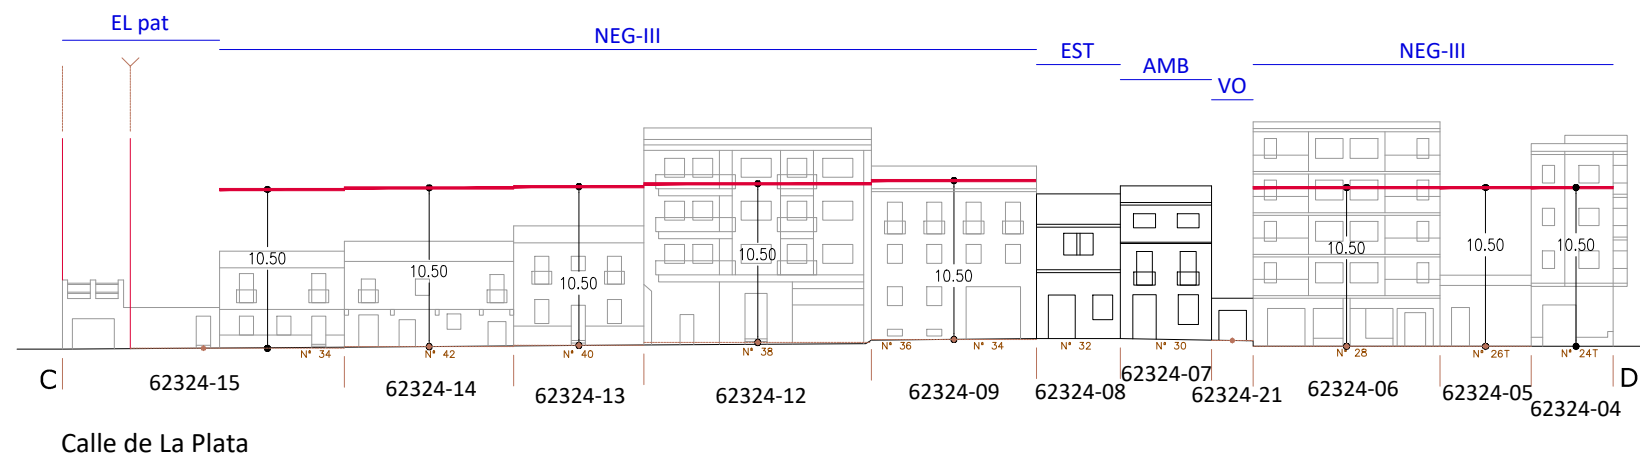 EL pat
NEG-III
EST
AMB
VO
NEG-III
10.50
10.50
10.50
10.50
10.50
10.50
10.50
10.50
N° 34
N° 42
N° 40
N° 38
N° 36
N° 34
N° 32
N° 30
N° 28
N° 26T
N° 24T
C
62324-15
62324-14
62324-13
62324-12
62324-09
62324-08
62324-07
62324-21
62324-06
62324-05
62324-04
D
Calle de La Plata